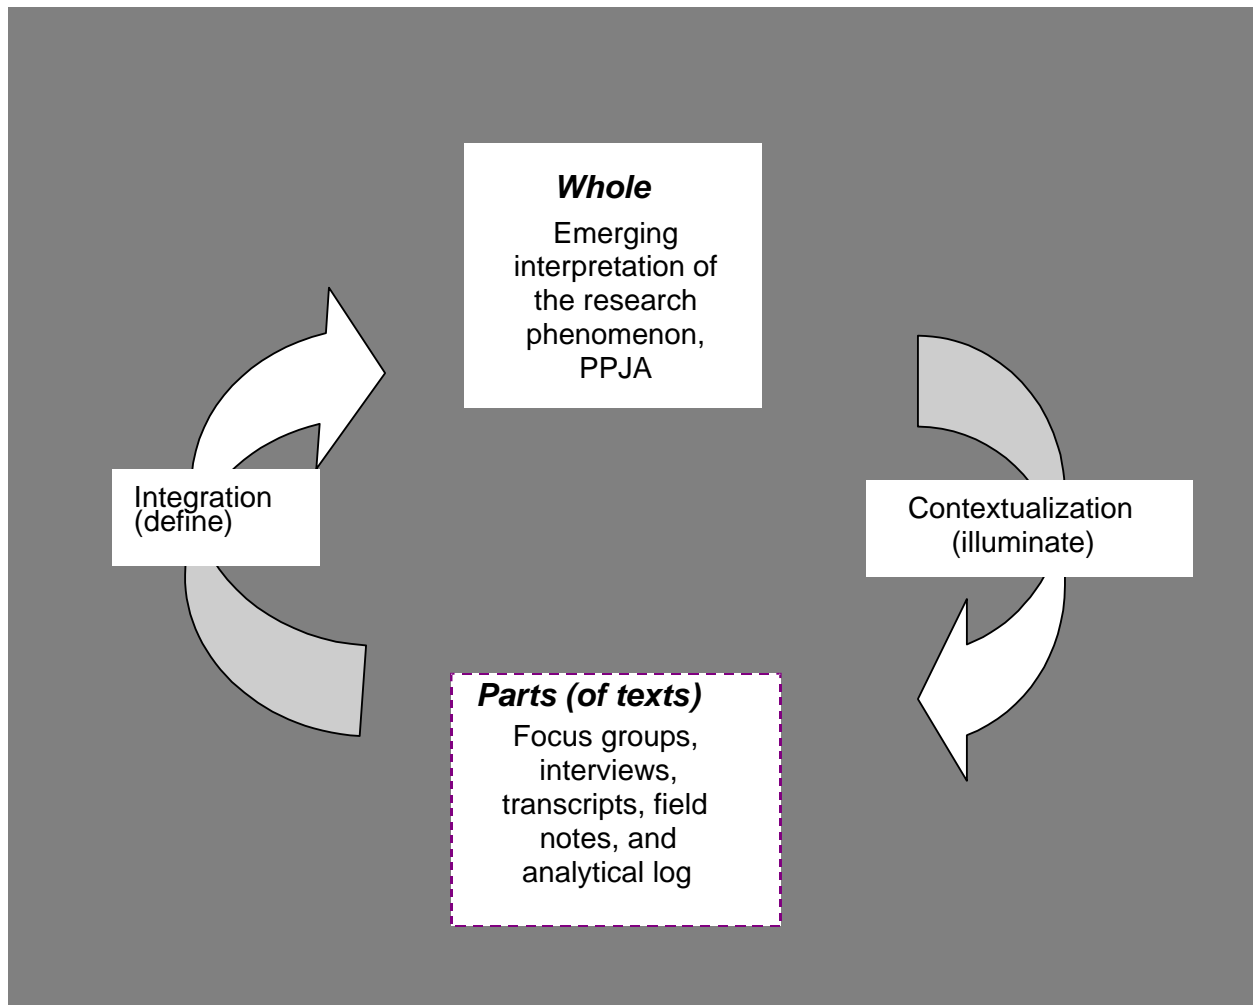 Whole
Emerging
interpretation of
the research
phenomenon,
PPJA
Integration
(define)
Contextualization
(illuminate)
Parts (of texts)
Focus groups,
interviews,
transcripts, field
notes, and
analytical log